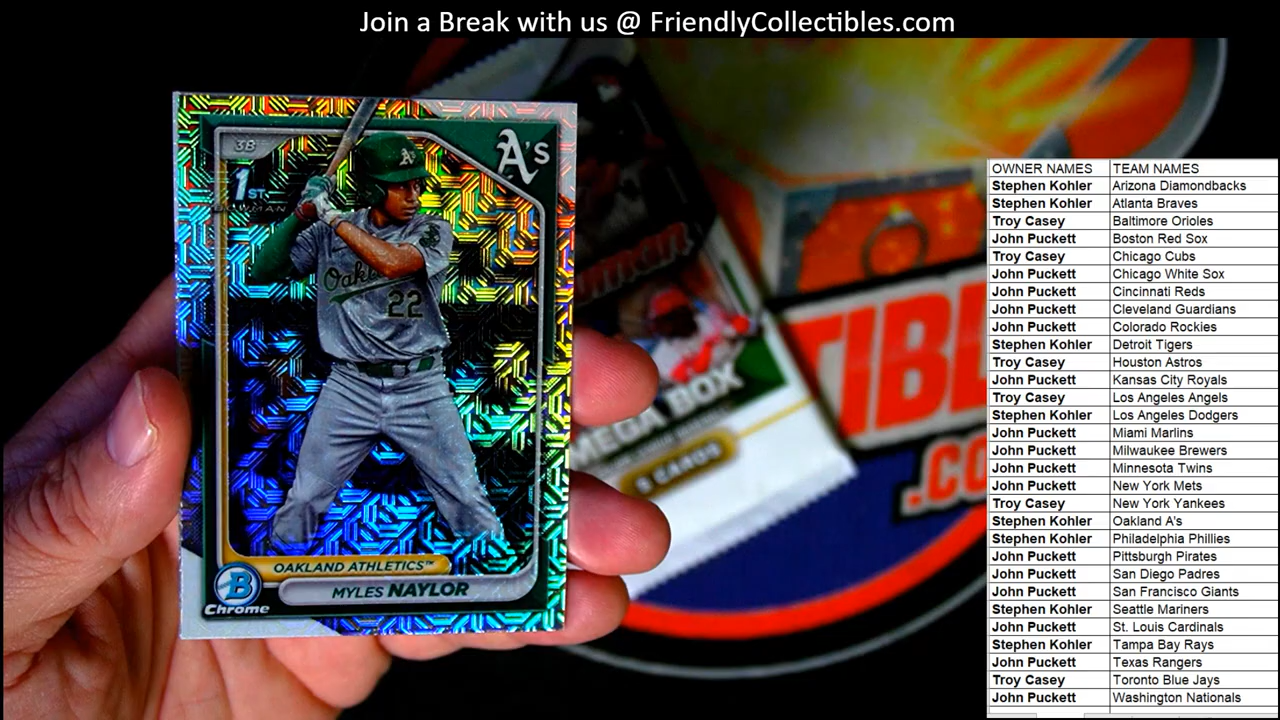 Join a Break with us @ FriendlyCollectibles.com
3B
A's
1ST
BOWMAN
A's
Oakl
22
OAKLAND ATHLETICS™
MYLES NAYLOR
B
Chrome
MEGA BOX
5 CARDS
TIBL
.CO
OWNER NAMES TEAM NAMES
Stephen Kohler Arizona Diamondbacks
Stephen Kohler Atlanta Braves
Troy Casey Baltimore Orioles
John Puckett Boston Red Sox
Troy Casey Chicago Cubs
John Puckett Chicago White Sox
John Puckett Cincinnati Reds
John Puckett Cleveland Guardians
John Puckett Colorado Rockies
Stephen Kohler Detroit Tigers
Troy Casey Houston Astros
John Puckett Kansas City Royals
Troy Casey Los Angeles Angels
Stephen Kohler Los Angeles Dodgers
John Puckett Miami Marlins
John Puckett Milwaukee Brewers
John Puckett Minnesota Twins
John Puckett New York Mets
Troy Casey New York Yankees
Stephen Kohler Oakland A's
Stephen Kohler Philadelphia Phillies
John Puckett Pittsburgh Pirates
John Puckett San Diego Padres
John Puckett San Francisco Giants
Stephen Kohler Seattle Mariners
John Puckett St. Louis Cardinals
Stephen Kohler Tampa Bay Rays
John Puckett Texas Rangers
Troy Casey Toronto Blue Jays
John Puckett Washington Nationals